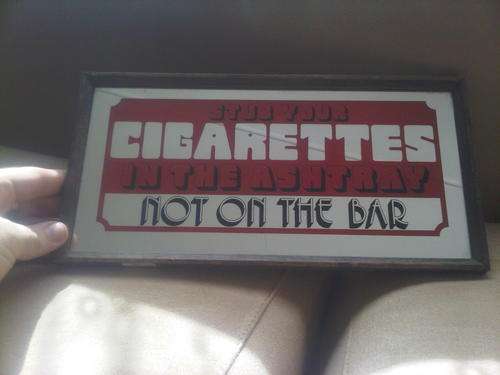 STUB YOUR
CIGARETTES
IN THE ASHTRAY
NOT ON THE BAR